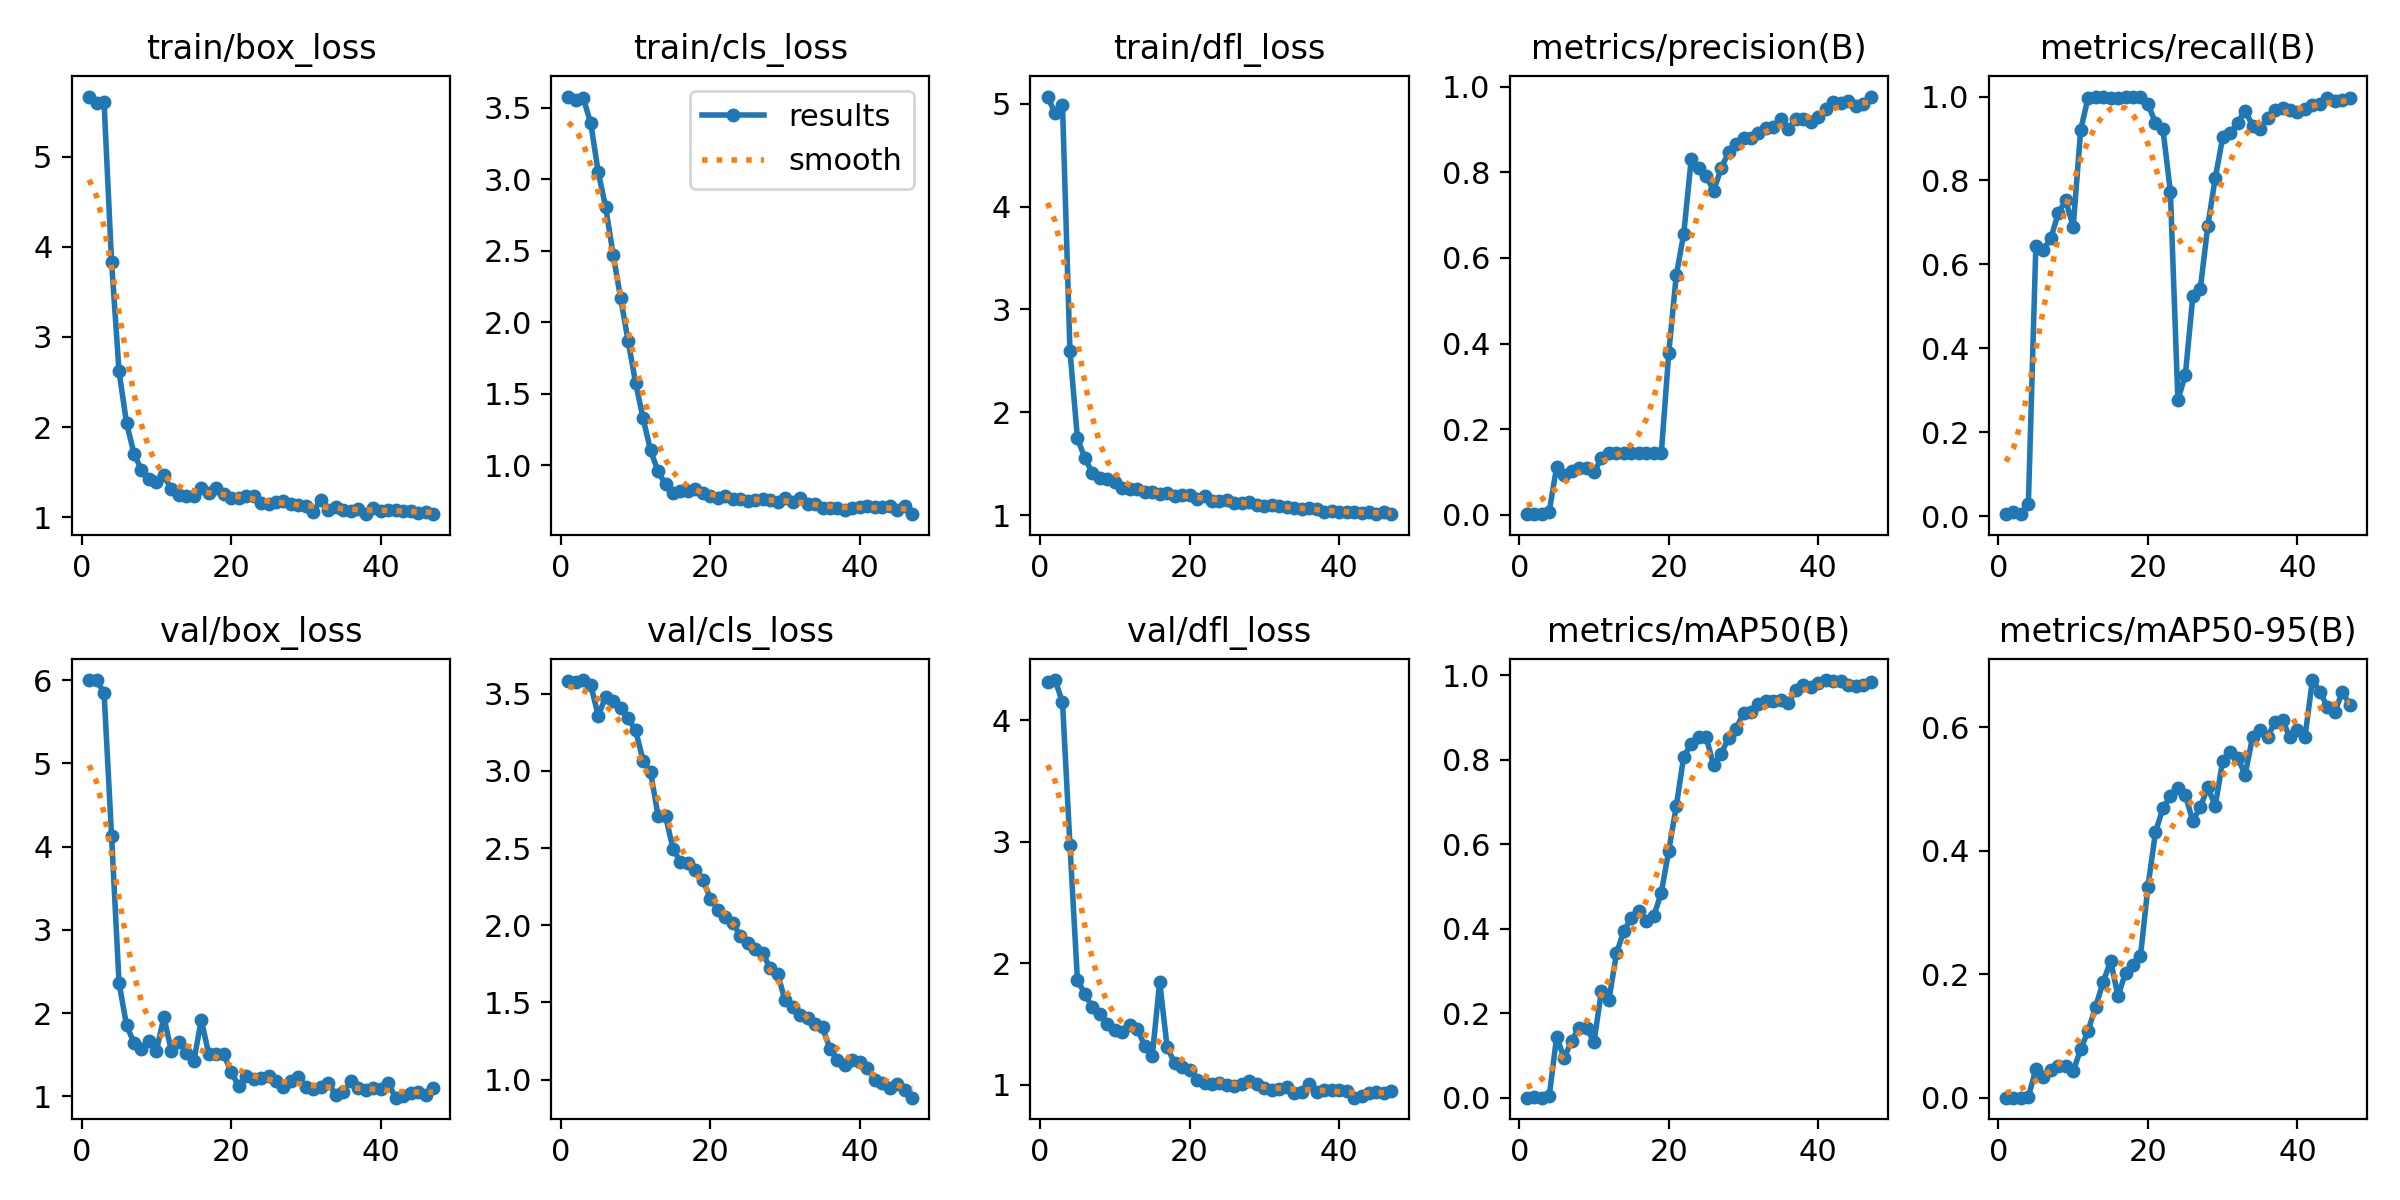 train/box_loss
train/cls_loss
train/dfl_loss
metrics/precision(B)
metrics/recall(B)
results
smooth
5
4
3
2
1
0 20 40
3.5
3.0
2.5
2.0
1.5
1.0
0 20 40
5
4
3
2
1
0 20 40
1.0
0.8
0.6
0.4
0.2
0.0
0 20 40
1.0
0.8
0.6
0.4
0.2
0.0
0 20 40
val/box_loss
val/cls_loss
val/dfl_loss
metrics/mAP50(B)
metrics/mAP50-95(B)
6
5
4
3
2
1
0 20 40
3.5
3.0
2.5
2.0
1.5
1.0
0 20 40
4
3
2
1
0 20 40
1.0
0.8
0.6
0.4
0.2
0.0
0 20 40
0.6
0.4
0.2
0.0
0 20 40